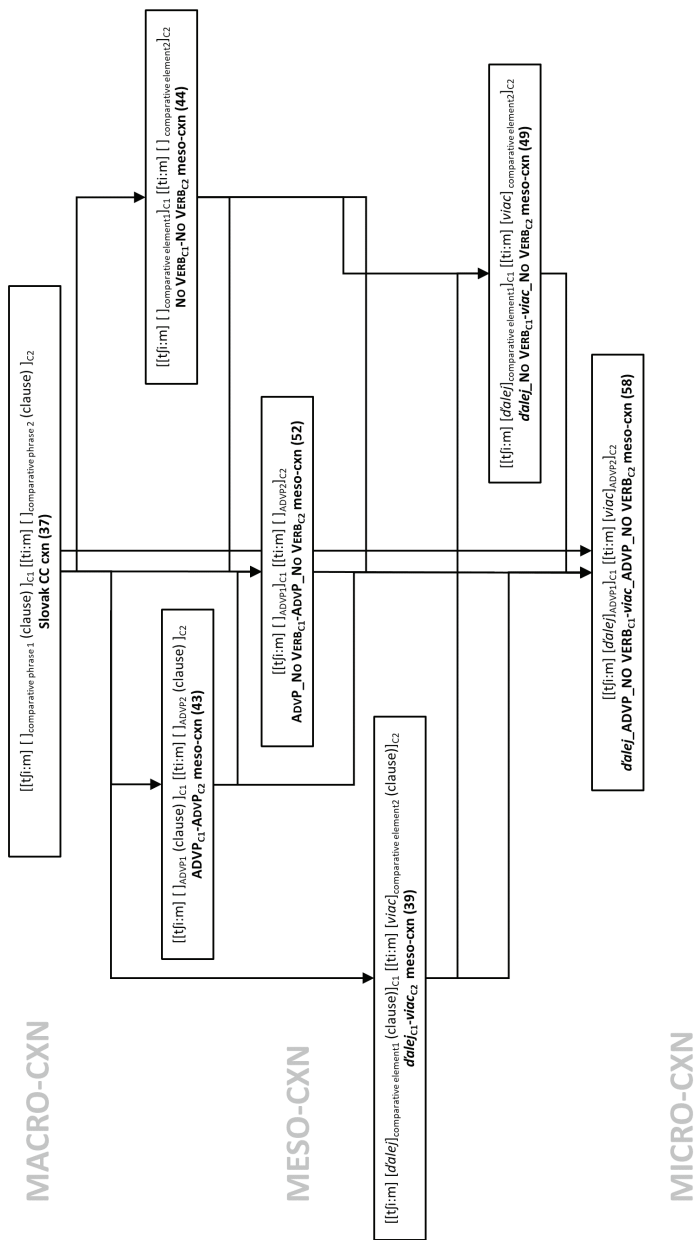 MACRO-CXN
[[tʃi:m] [ ]comparative phrase 1 (clause) ]C1 [[ti:m] [ ]comparative phrase 2 (clause) ]C2
Slovak CC cxn (37)
[[tʃi:m] [ ]comparative element1]C1 [[ti:m] [ ] comparative element2]C2
No VERBC1-No VERBC2 meso-cxn (44)
[[tʃi:m] [ ]ADVP1 (clause) ]C1 [[ti:m] [ ]ADVP2 (clause) ]C2
ADVPC1-ADVPC2 meso-cxn (43)
MESO-CXN
[[tʃi:m] [ ]ADVP1]C1 [[ti:m] [ ]ADVP2]C2
ADVP_NO VERBC1-ADVP_NO VERBC2 meso-cxn (52)
[[tʃi:m] [ďalej]comparative element1 (clause)]C1 [[ti:m] [viac]comparative element2 (clause)]C2
ďalejC1-viacC2 meso-cxn (39)
[[tʃi:m] [ďalej]comparative element1]C1 [[ti:m] [viac] comparative element2]C2
ďalej_No VERBC1-viac_No VERBC2 meso-cxn (49)
[[tʃi:m] [ďalej]ADVP1]C1 [[ti:m] [viac]ADVP2]C2
ďalej_ADVP_NO VERBC1-viac_ADVP_NO VERBC2 meso-cxn (58)
MICRO-CXN